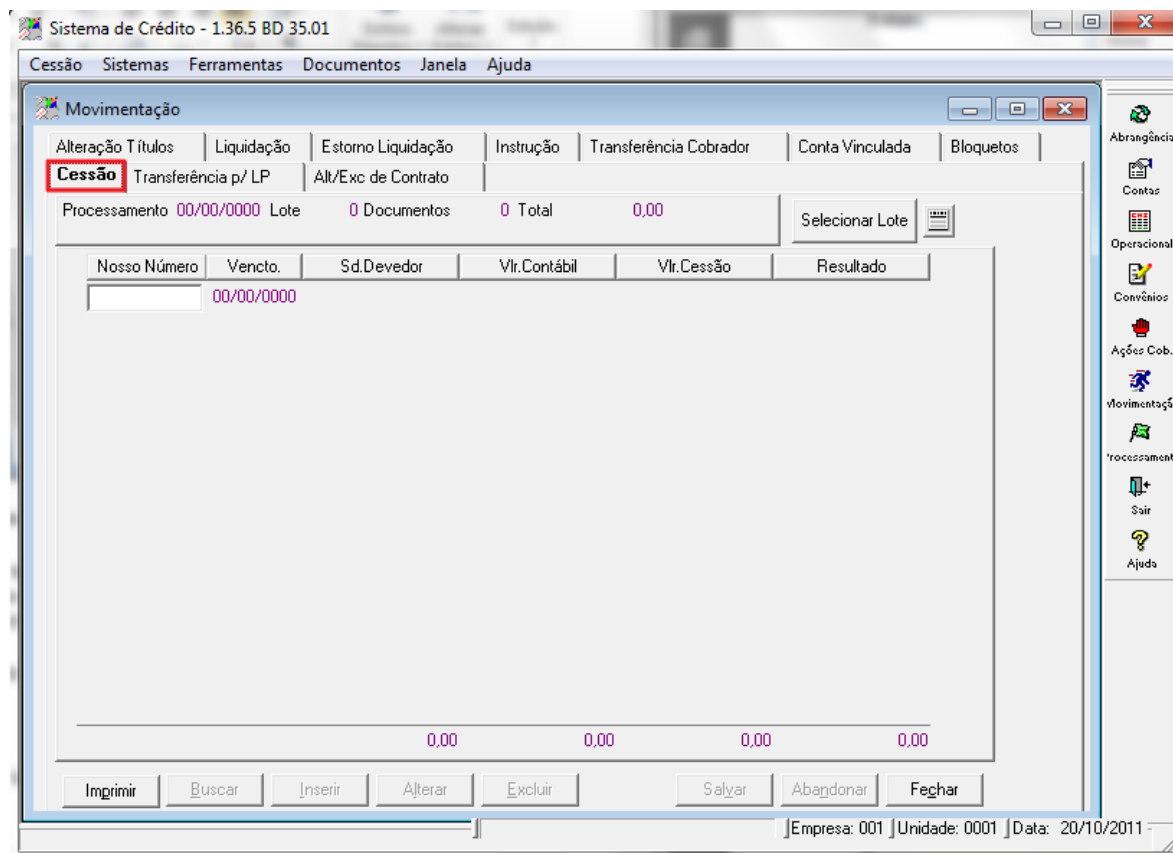 Sistema de Crédito - 1.36.5 BD 35.01
Cessão Sistemas Ferramentas Documentos Janela Ajuda
Movimentação
Alteração Títulos Liquidação Estorno Liquidação Instrução Transferência Cobrador Conta Vinculada Bloquetos
Cessão Transferência p/ LP Alt/Exc de Contrato
Processamento 00/00/0000 Lote 0 Documentos 0 Total 0,00 Selecionar Lote
Nosso Número Vencto. Sd.Devedor Vlr.Contábil Vlr.Cessão Resultado
00/00/0000
0,00 0,00 0,00 0,00
Imprimir Buscar Inserir Alterar Excluir Salvar Abandonar Fechar
Abrangência
Contas
Operacional
Convênios
Ações Cob.
Movimentaçã
rocessament
Sair
Ajuda
Empresa: 001 Unidade: 0001 Data: 20/10/2011